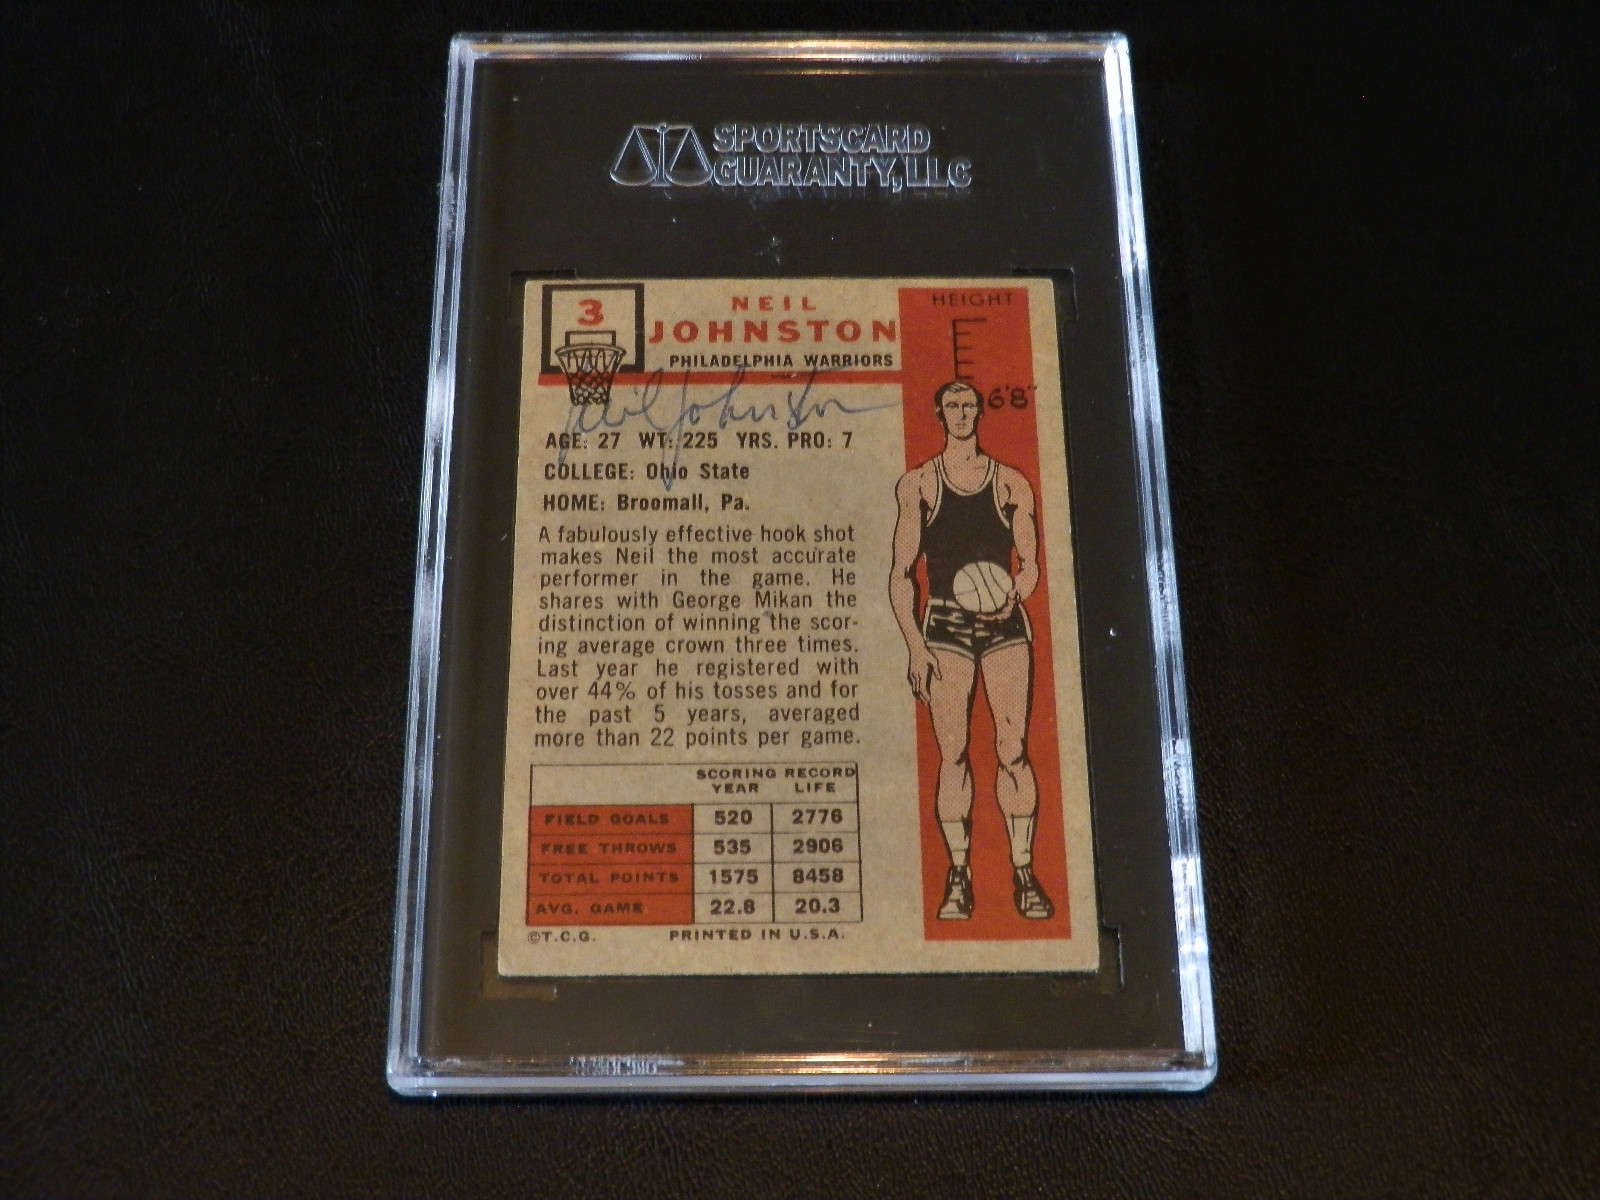 SPORTSCARD
GUARANTY, LLC
3
NEIL
JOHNSTON
PHILADELPHIA WARRIORS
HEIGHT
6'8"
Neil Johnston
AGE: 27 WT: 225 YRS. PRO: 7
COLLEGE: Ohio State
HOME: Broomall, Pa.
A fabulously effective hook shot
makes Neil the most accurate
performer in the game. He
shares with George Mikan the
distinction of winning the scor-
ing average crown three times.
Last year he registered with
over 44% of his tosses and for
the past 5 years, averaged
more than 22 points per game.
SCORING RECORD
YEAR LIFE
FIELD GOALS 520 2776
FREE THROWS 535 2906
TOTAL POINTS 1575 8458
AVG. GAME 22.8 20.3
©T.C.G. PRINTED IN U.S.A.